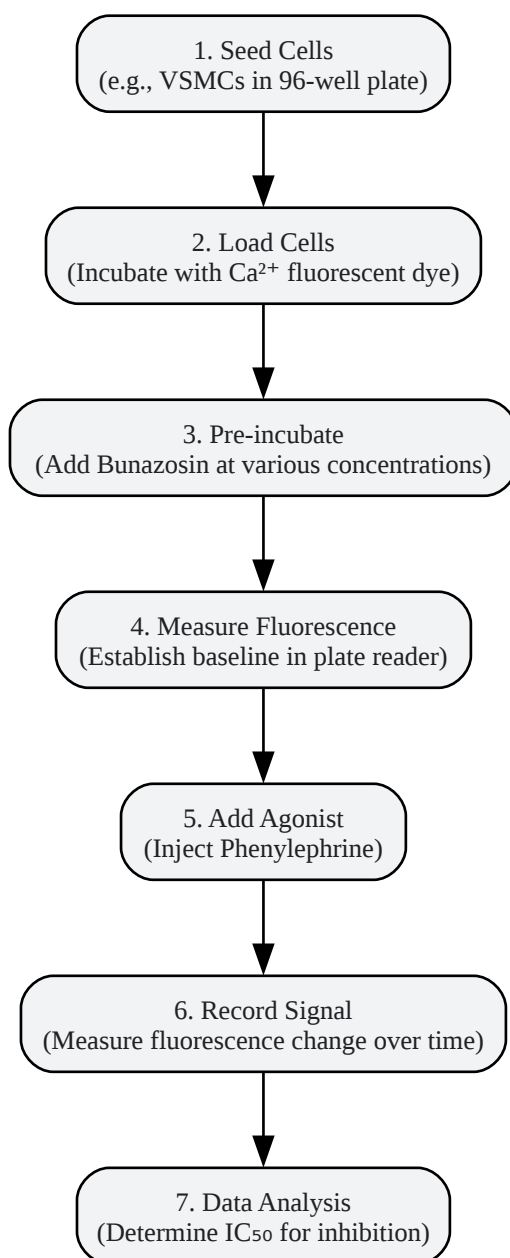 1. Seed Cells
(e.g., VSMCs in 96-well plate)
2. Load Cells
(Incubate with Ca²⁺ fluorescent dye)
3. Pre-incubate
(Add Bunazosin at various concentrations)
4. Measure Fluorescence
(Establish baseline in plate reader)
5. Add Agonist
(Inject Phenylephrine)
6. Record Signal
(Measure fluorescence change over time)
7. Data Analysis
(Determine IC₅₀ for inhibition)